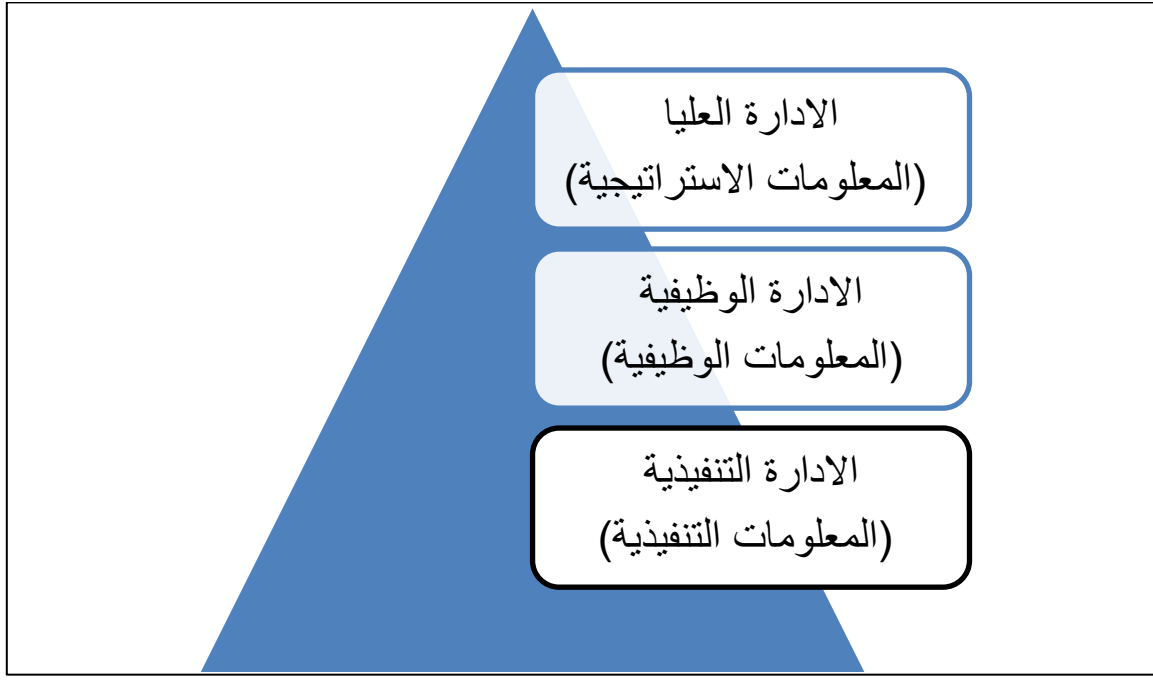 الادارة العليا
(المعلومات الاستراتيجية)
الادارة الوظيفية
(المعلومات الوظيفية)
الادارة التنفيذية
(المعلومات التنفيذية)